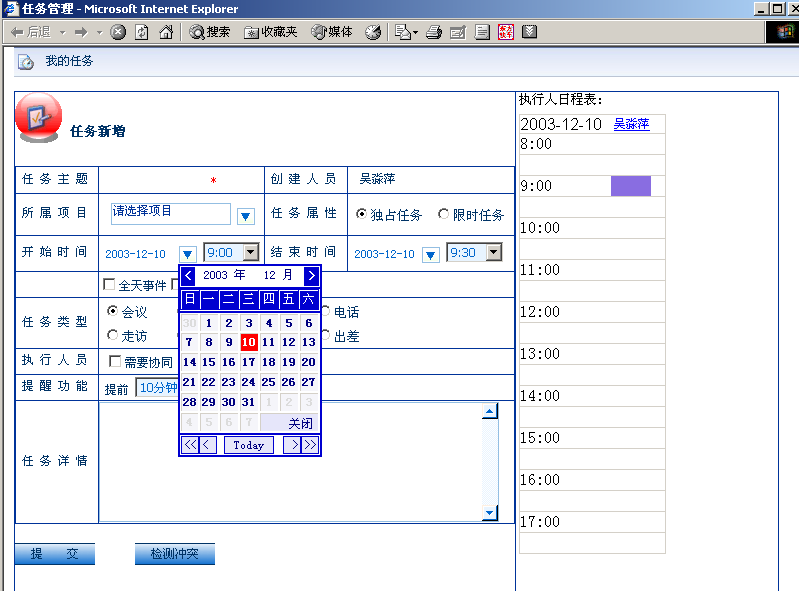 任务管理 - Microsoft Internet Explorer
后退 搜索 收藏夹 媒体
我的任务
任务新增
任务主题 * 创建人员 吴淼萍
所属项目 请选择项目 任务属性 独占任务 限时任务
开始时间 2003-12-10 9:00 结束时间 2003-12-10 9:30
全天事件
任务类型 会议 电话
走访 出差
执行人员 需要协同
提醒功能 提前 10分钟
任务详情
2003 年 12 月
日 一 二 三 四 五 六
30 1 2 3 4 5 6
7 8 9 10 11 12 13
14 15 16 17 18 19 20
21 22 23 24 25 26 27
28 29 30 31 1 2 3
4 5 6 7 关闭
<< < Today > >>
提 交 检测冲突
执行人日程表：
2003-12-10 吴淼萍
8:00
9:00
10:00
11:00
12:00
13:00
14:00
15:00
16:00
17:00